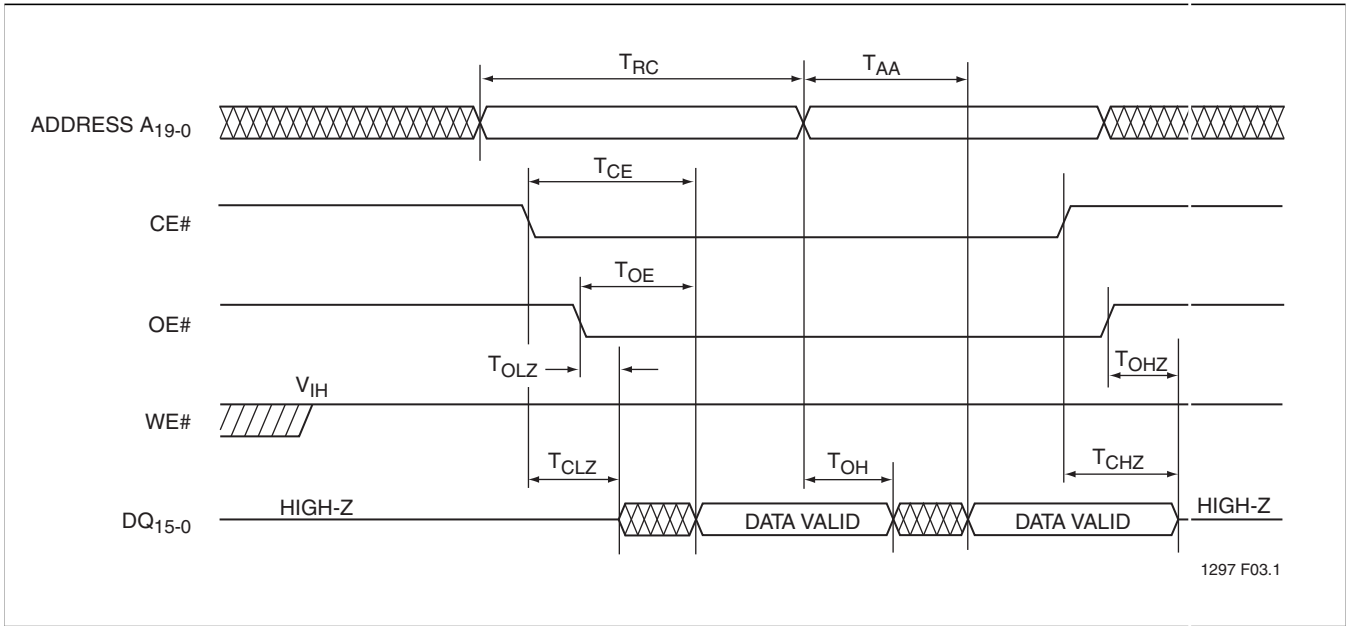 TRC
TAA
ADDRESS A19-0
TCE
CE#
TOE
OE#
TOLZ
TOHZ
VIH
WE#
TCLZ
TOH
TCHZ
HIGH-Z
DATA VALID
DATA VALID
HIGH-Z
DQ15-0
1297 F03.1